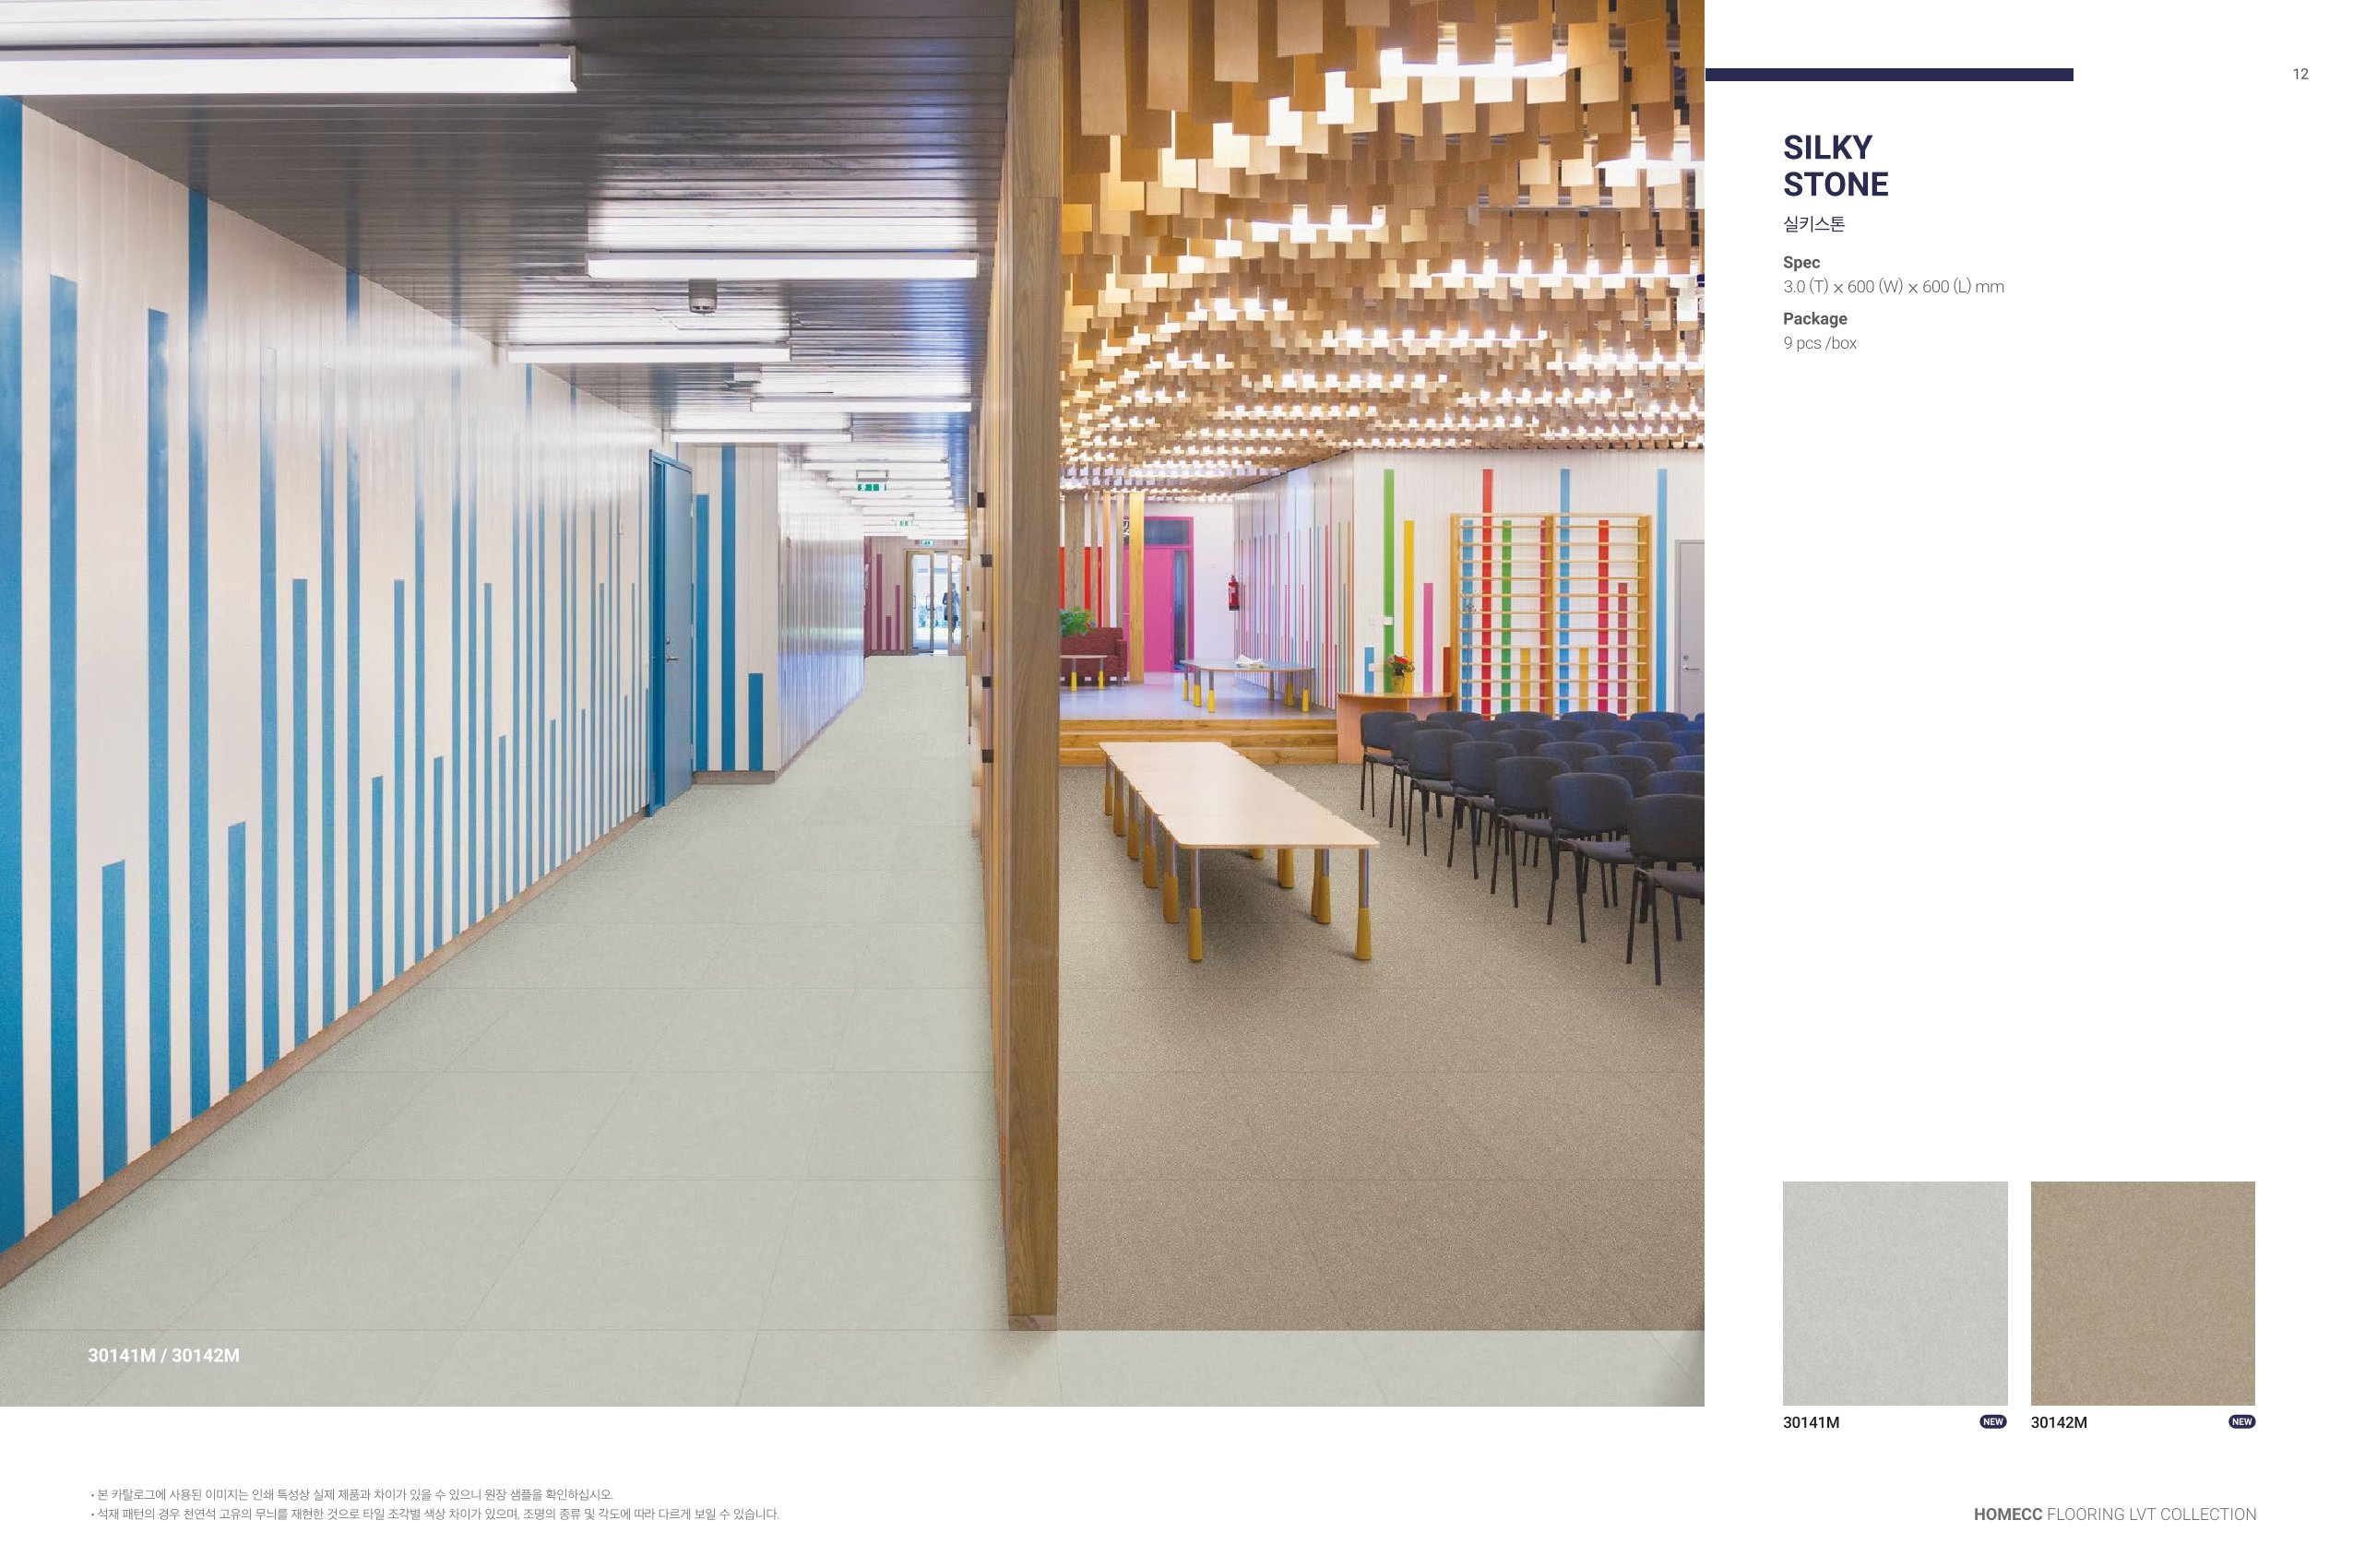 12
SILKY
STONE
실키스톤
Spec
3.0 (T) x 600 (W) x 600 (L) mm
Package
9 pcs /box
30141M / 30142M
30141M NEW 30142M NEW
• 본 카탈로그에 사용된 이미지는 인쇄 특성상 실제 제품과 차이가 있을 수 있으니 원장 샘플을 확인하십시오.
• 석재 패턴의 경우 천연석 고유의 무늬를 재현한 것으로 타일 조각별 색상 차이가 있으며, 조명의 종류 및 각도에 따라 다르게 보일 수 있습니다.
HOMECC FLOORING LVT COLLECTION